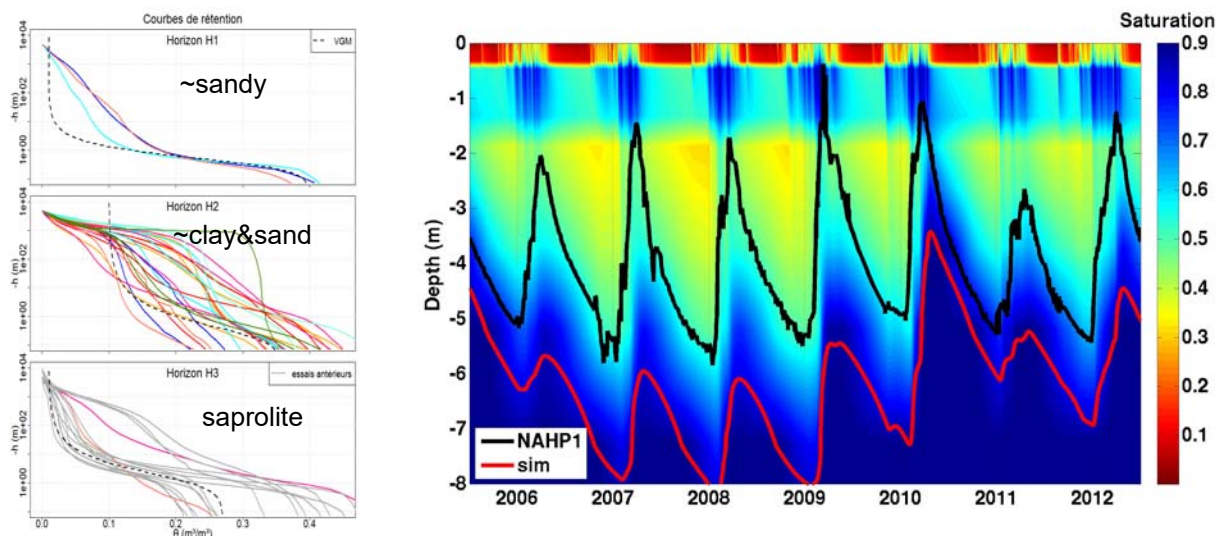 Courbes de rétention
Horizon H1
VGM
~sandy
1e+04
1e+02
1e+00
-h (m)
Horizon H2
~clay&sand
1e+04
1e+02
1e+00
-h (m)
Horizon H3
essais antérieurs
saprolite
1e+04
1e+02
1e+00
-h (m)
0.0 0.1 0.2 0.3 0.4
θ (m³/m³)
Saturation
0
-1
-2
-3
-4
-5
-6
-7
-8
Depth (m)
NAHP1
sim
2006 2007 2008 2009 2010 2011 2012
0.9
0.8
0.7
0.6
0.5
0.4
0.3
0.2
0.1